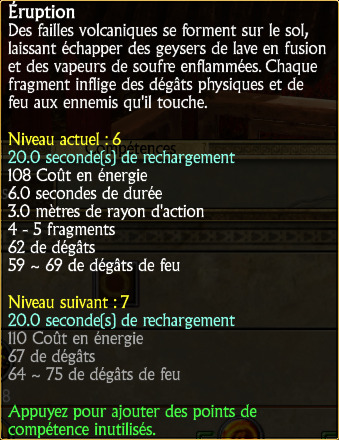 Éruption
Des failles volcaniques se forment sur le sol,
laissant échapper des geysers de lave en fusion
et des vapeurs de soufre enflammées. Chaque
fragment inflige des dégâts physiques et de
feu aux ennemis qu'il touche.
Niveau actuel : 6
20.0 seconde(s) de rechargement
108 Coût en énergie
6.0 secondes de durée
3.0 mètres de rayon d'action
4 - 5 fragments
62 de dégâts
59 ~ 69 de dégâts de feu
Niveau suivant : 7
20.0 seconde(s) de rechargement
110 Coût en énergie
67 de dégâts
64 ~ 75 de dégâts de feu
Appuyez pour ajouter des points de
compétence inutilisés.